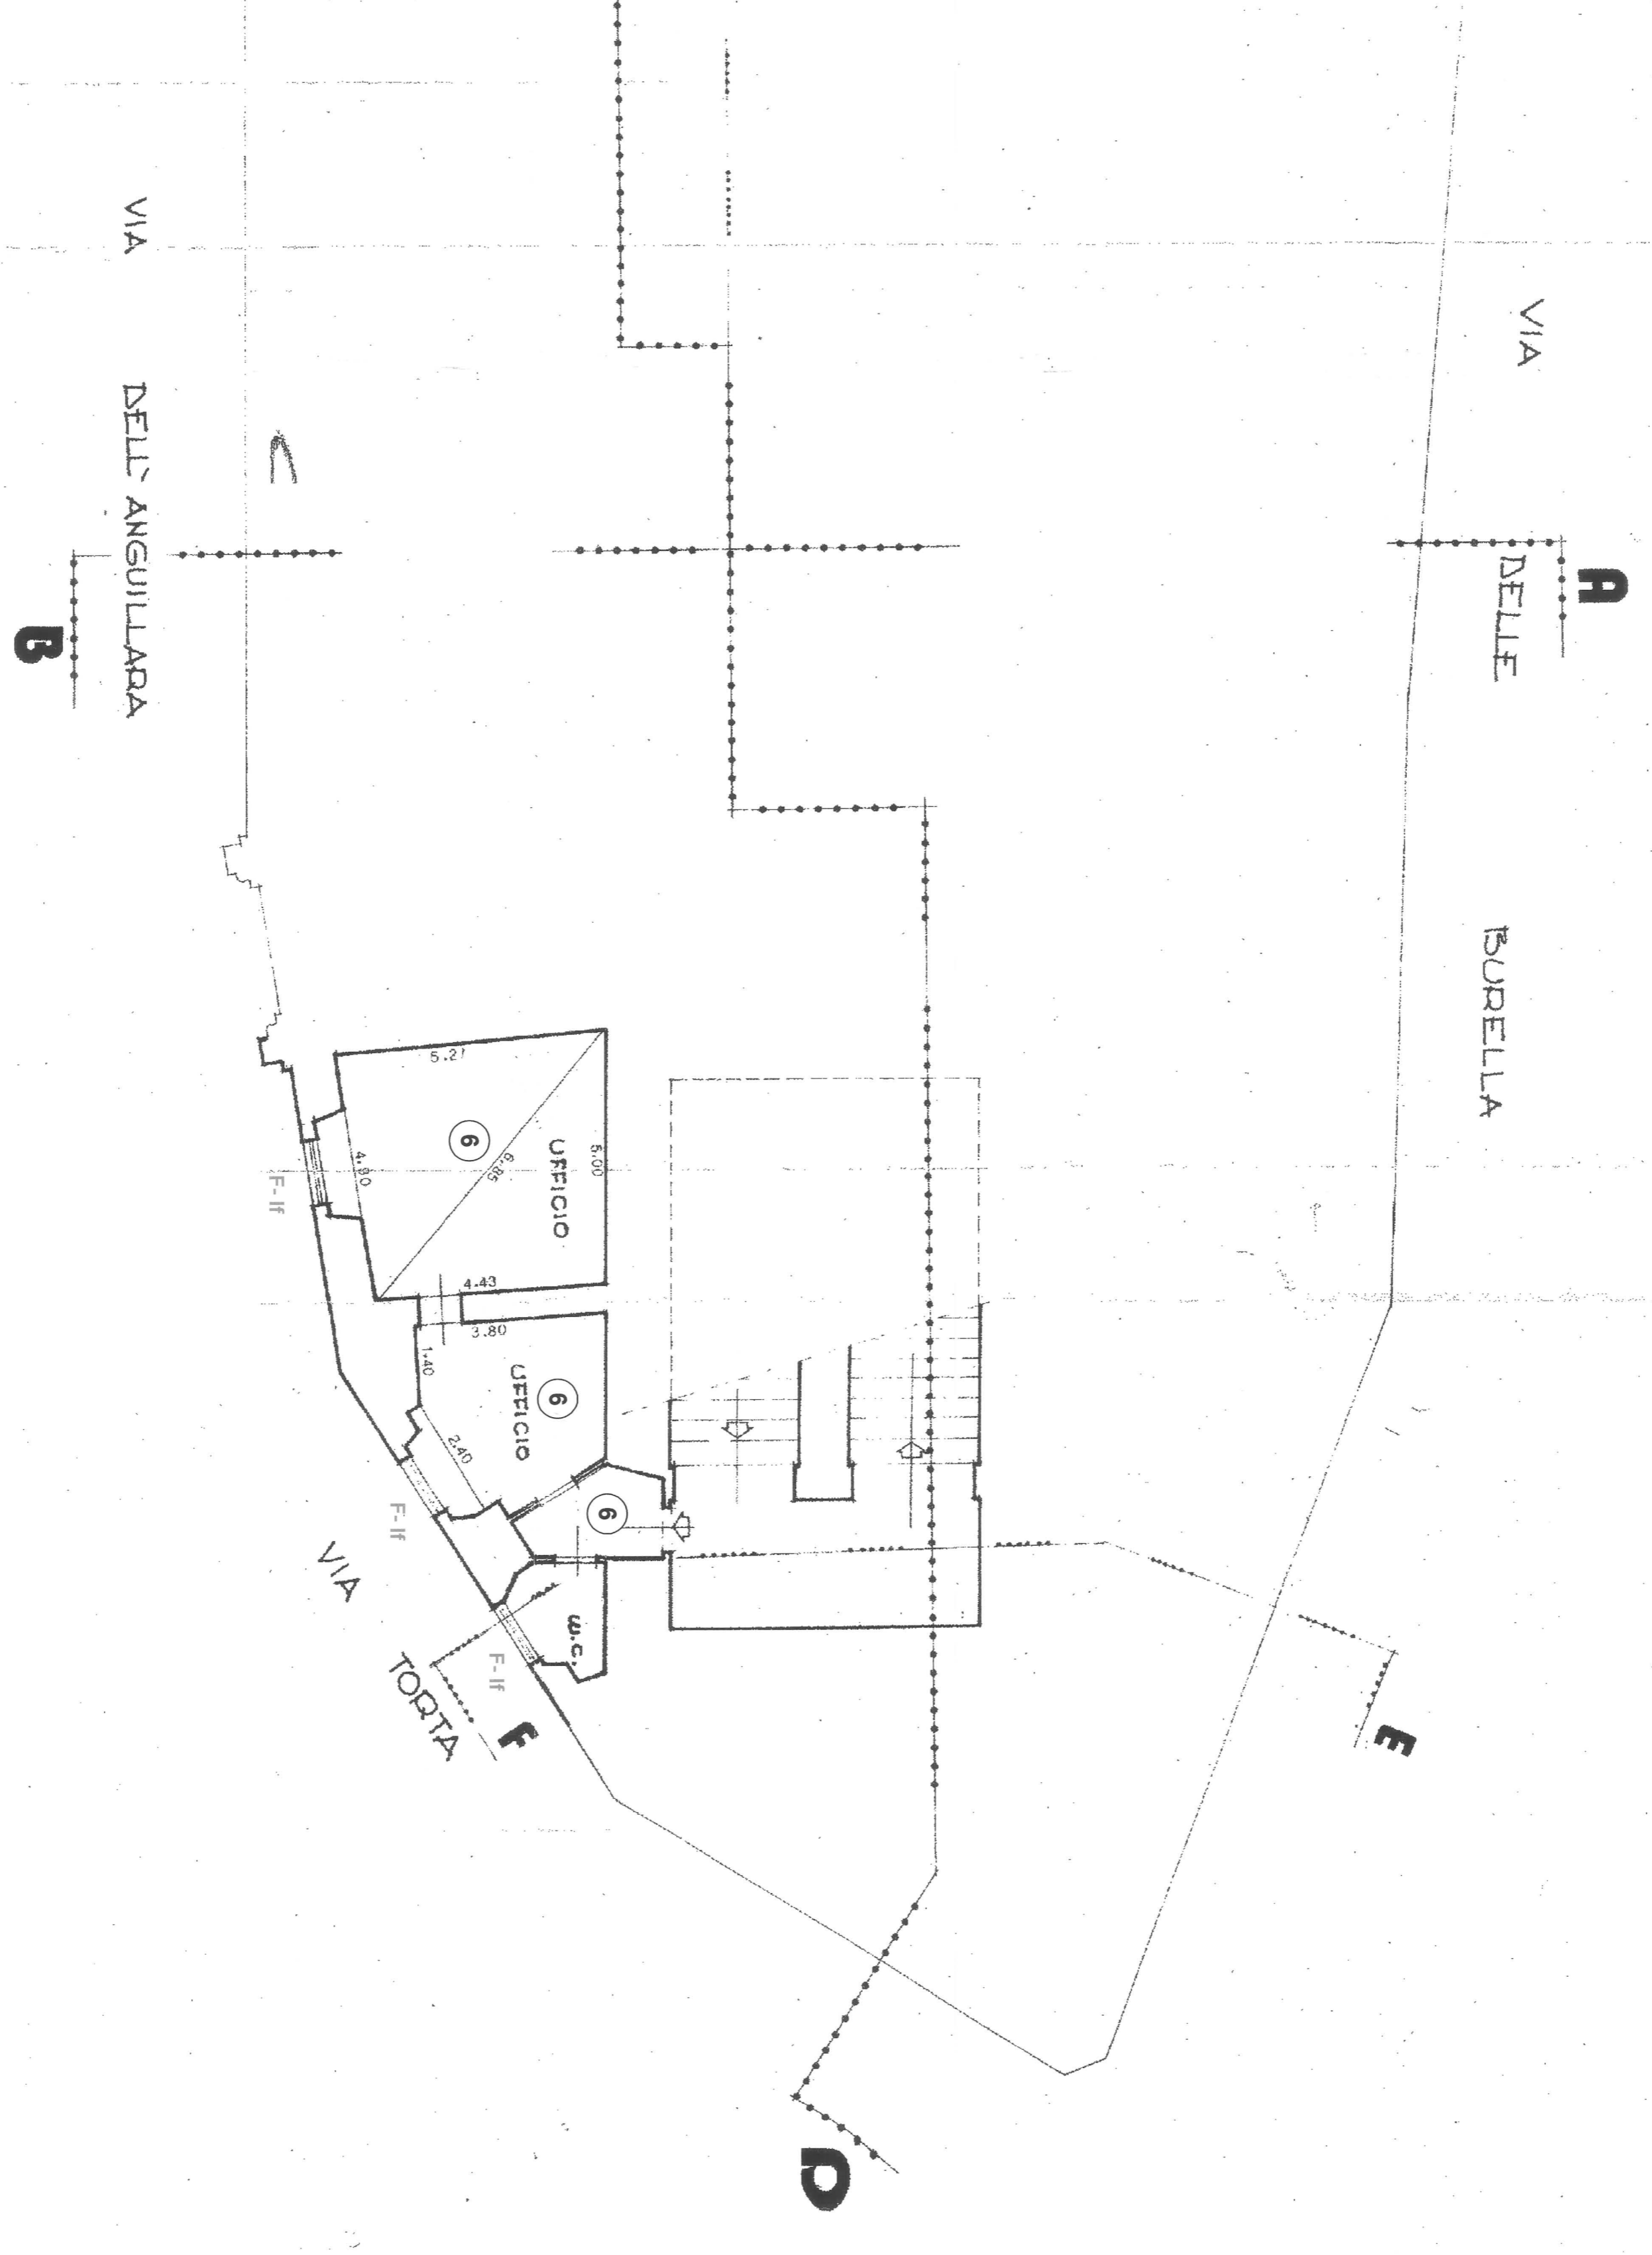 VIA DELLE BURELLA
A
VIA DELL' ANGUILLARA
B
5.27
6
UFFICIO
5.00
6.85
4.90
F-If
4.43
3.80
1.40
UFFICIO
6
2.40
F-If
6
W.C.
F-If
VIA TORTA
F
E
D